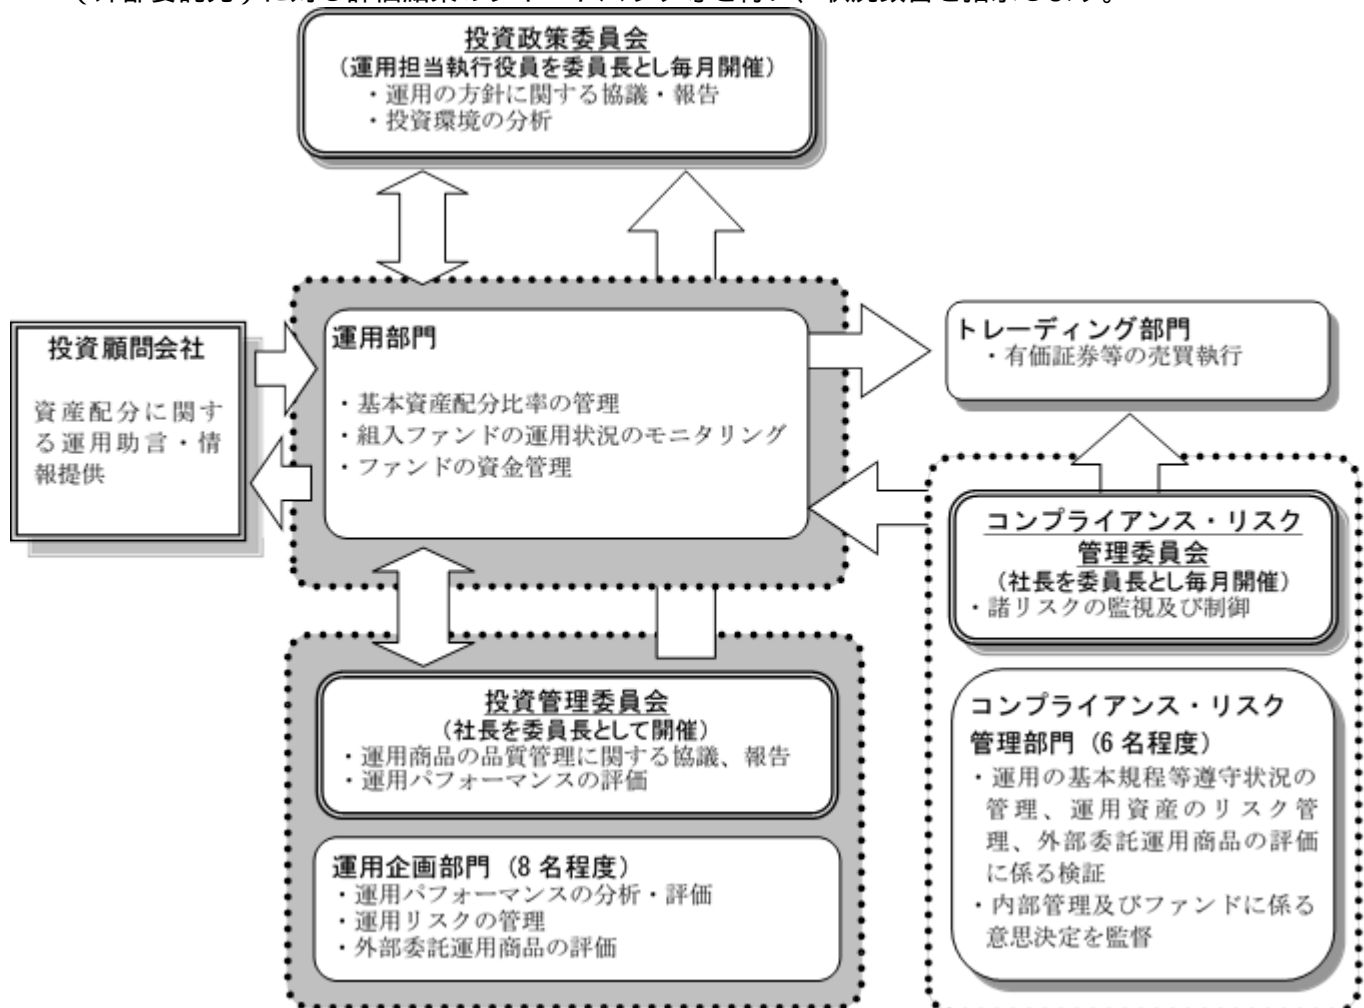 投資政策委員会
（運用担当執行役員を委員長とし毎月開催）
・運用の方針に関する協議・報告
・投資環境の分析
投資顧問会社
資産配分に関す
る運用助言・情
報提供
運用部門
・基本資産配分比率の管理
・組入ファンドの運用状況のモニタリング
・ファンドの資金管理
トレーディング部門
・有価証券等の売買執行
コンプライアンス・リスク
管理委員会
（社長を委員長とし毎月開催）
・諸リスクの監視及び制御
投資管理委員会
（社長を委員長として開催）
・運用商品の品質管理に関する協議、報告
・運用パフォーマンスの評価
運用企画部門（8 名程度）
・運用パフォーマンスの分析・評価
・運用リスクの管理
・外部委託運用商品の評価
コンプライアンス・リスク
管理部門（6 名程度）
・運用の基本規程等遵守状況の
管理、運用資産のリスク管
理、外部委託運用商品の評価
に係る検証
・内部管理及びファンドに係る
意思決定を監督